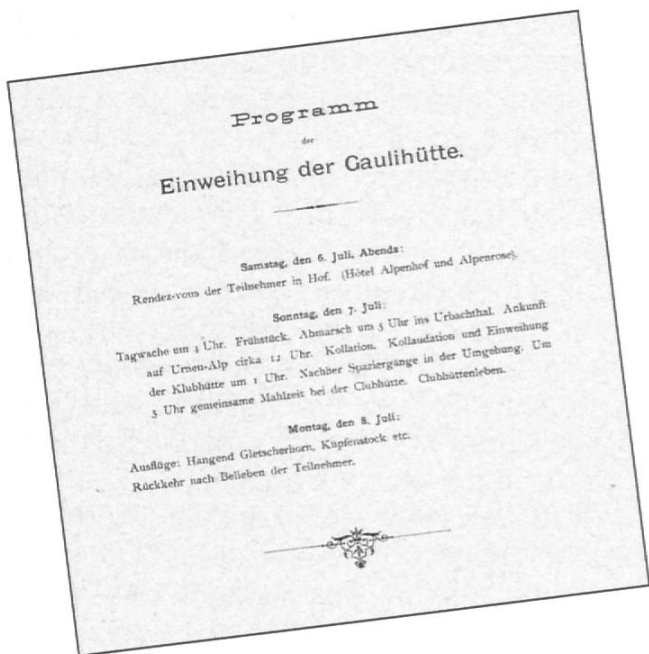 Programm
der
Einweihung der Gaulihütte.
Samstag, den 6. Juli, Abends:
Rendez-vous der Teilnehmer in Hof. (Hôtel Alpenhof und Alpenrose).
Sonntag, den 7. Juli:
Tagwache um 4 Uhr. Frühstück. Abmarsch um 5 Uhr ins Urbachthal. Ankunft
auf Urnen-Alp cirka 12 Uhr. Kollation. Kollaudation und Einweihung
der Klubhütte um 1 Uhr. Nachher Spaziergänge in der Umgebung. Um
5 Uhr gemeinsame Mahlzeit bei der Clubhütte. Clubhüttenleben.
Montag, den 8. Juli:
Ausflüge: Hangend Gletscherhorn, Küpfenstock etc.
Rückkehr nach Belieben der Teilnehmer.